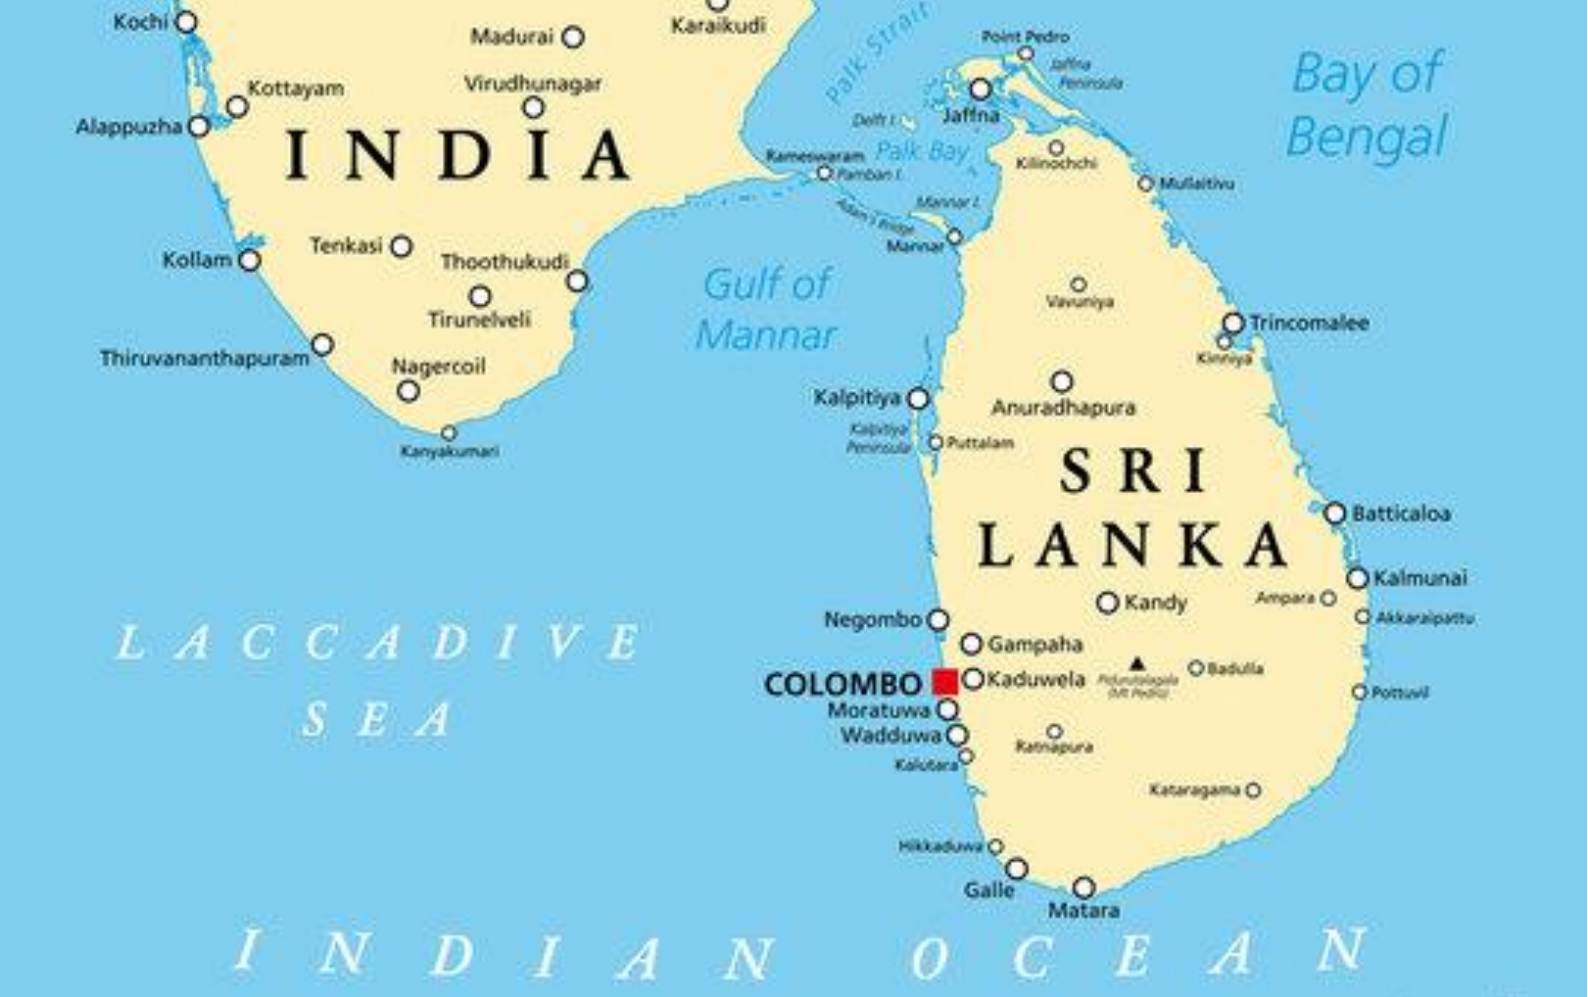 Kochi
Madurai
Karaikudi
Palk Strait
Point Pedro
Jaffna
Peninsula
Bay of
Bengal
Kottayam
Virudhunagar
Jaffna
Alappuzha
Delft I.
INDIA
Rameswaram
Palk Bay
Pamban I.
Kilinochchi
Mullaitivu
Mannar I.
Adam's Bridge
Mannar
Tenkasi
Kollam
Thoothukudi
Gulf of
Mannar
Tirunelveli
Vavuniya
Trincomalee
Kinniya
Thiruvananthapuram
Nagercoil
Kalpitiya
Anuradhapura
Kalpitiya
Peninsula
Puttalam
Kanyakumari
SRI
LANKA
Batticaloa
Kalmunai
Ampara
Akkaraipattu
Kandy
Negombo
Gampaha
LACCADIVE
SEA
COLOMBO
Kaduwela
Pidurutalagala
(Mt Pedro)
Badulla
Pottuvil
Moratuwa
Wadduwa
Ratnapura
Kalutara
Kataragama
Hikkaduwa
Galle
Matara
INDIAN OCEAN